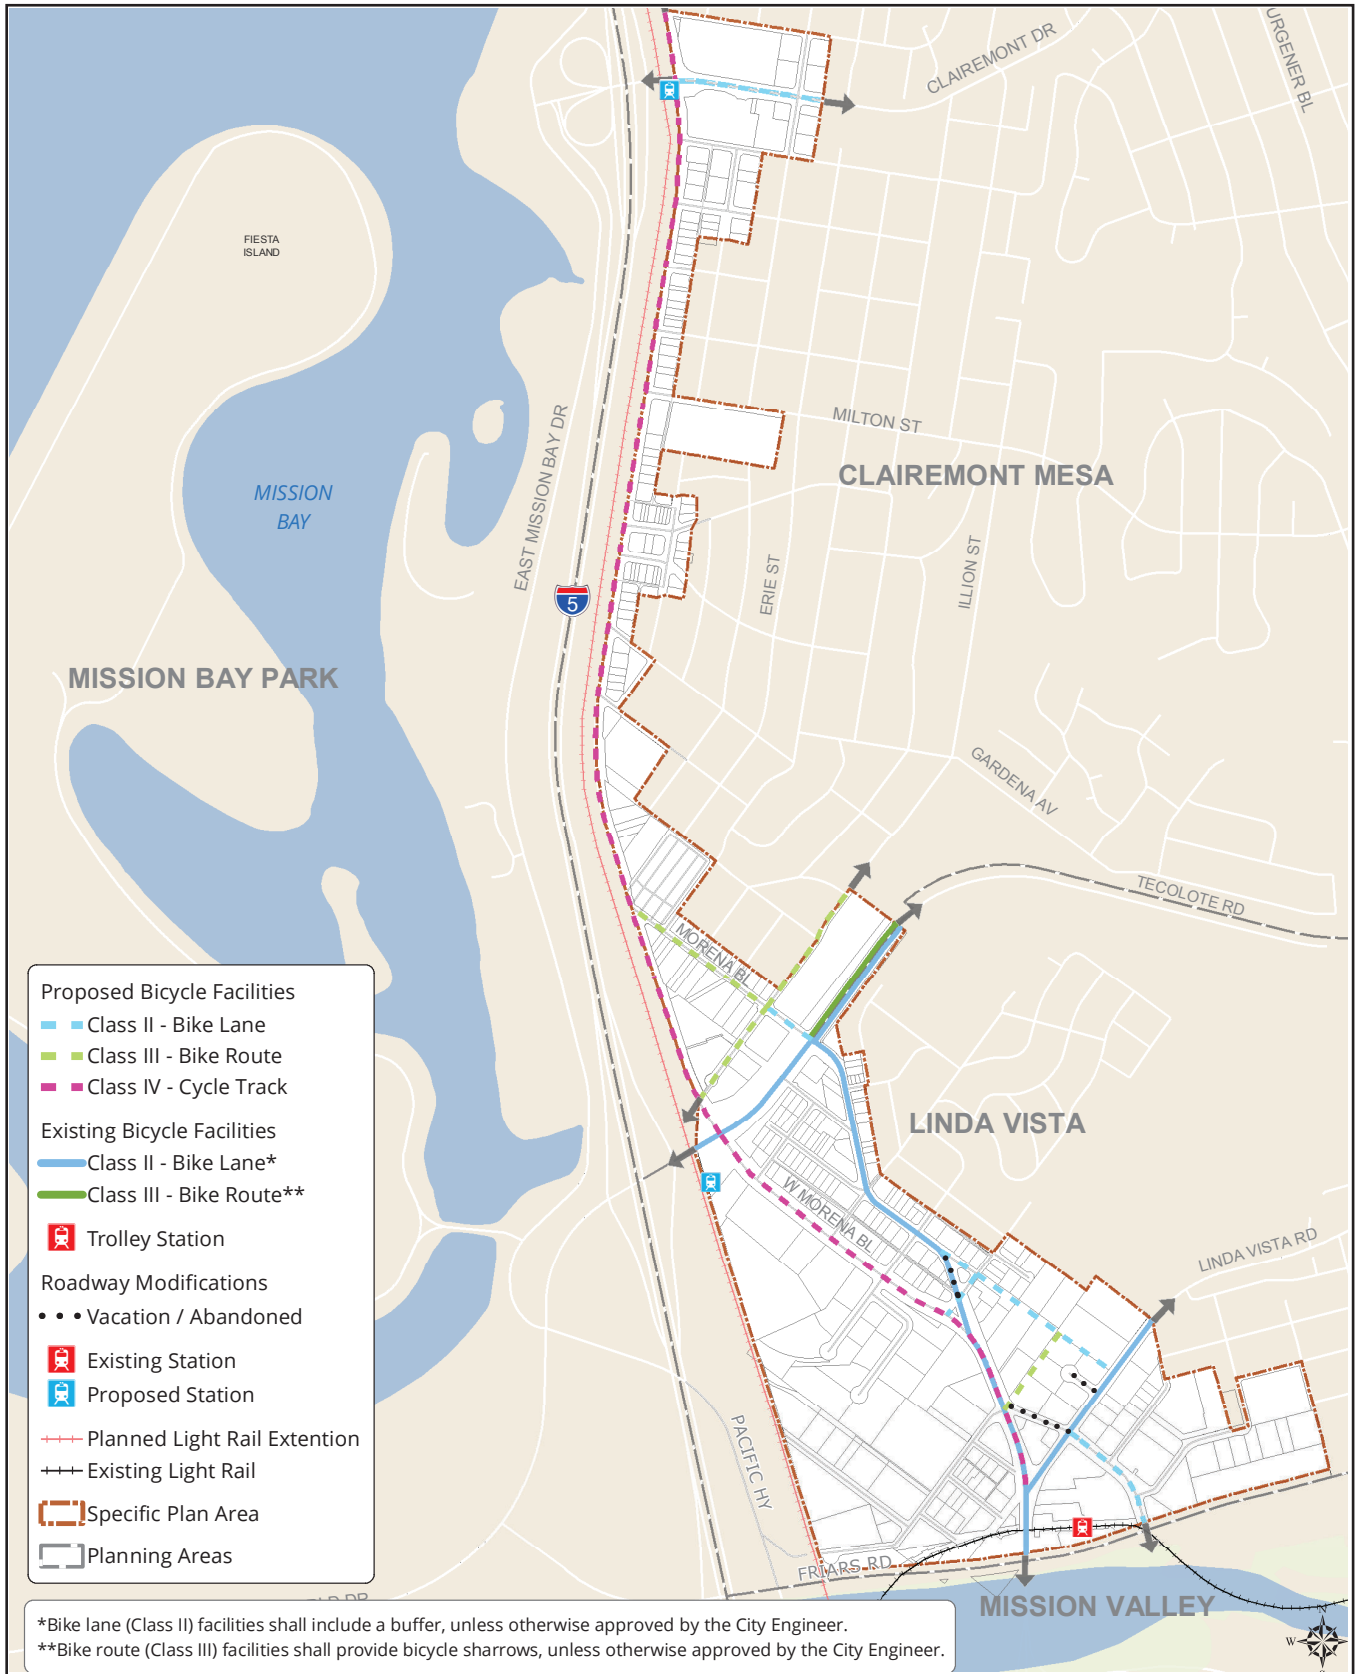 CLAIREMONT DR
URGENER BL
FIESTA
ISLAND
MILTON ST
CLAIREMONT MESA
MISSION
BAY
EAST MISSION BAY DR
ERIE ST
ILLION ST
5
MISSION BAY PARK
GARDENA AV
TECOLOTE RD
MORENA BL
LINDA VISTA
W MORENA BL
LINDA VISTA RD
PACIFIC HY
FRIARS RD
MISSION VALLEY
Proposed Bicycle Facilities
Class II - Bike Lane
Class III - Bike Route
Class IV - Cycle Track
Existing Bicycle Facilities
Class II - Bike Lane*
Class III - Bike Route**
Trolley Station
Roadway Modifications
Vacation / Abandoned
Existing Station
Proposed Station
Planned Light Rail Extention
Existing Light Rail
Specific Plan Area
Planning Areas
*Bike lane (Class II) facilities shall include a buffer, unless otherwise approved by the City Engineer.
**Bike route (Class III) facilities shall provide bicycle sharrows, unless otherwise approved by the City Engineer.
N
W